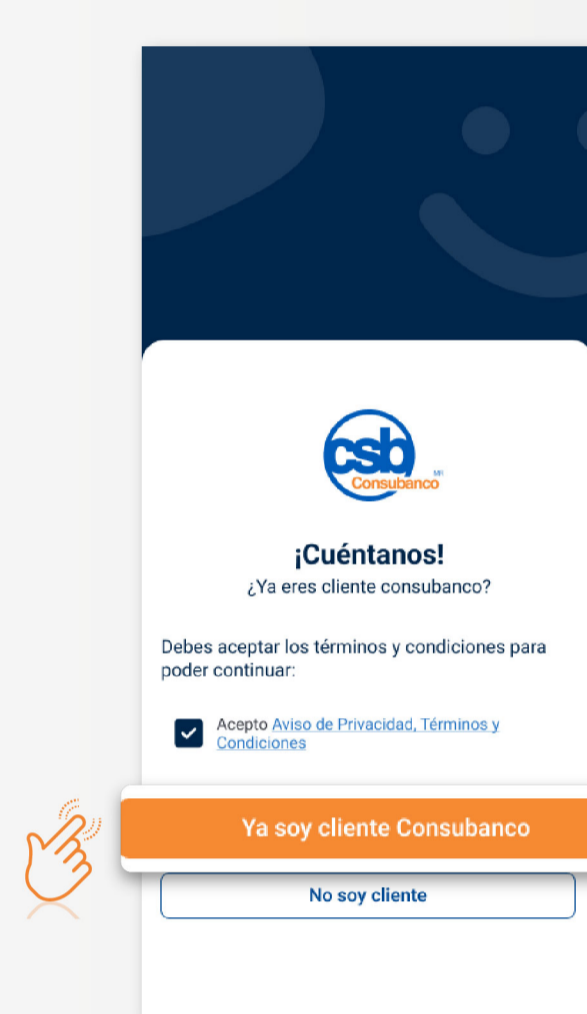 csb
Consubanco
MR
¡Cuéntanos!
¿Ya eres cliente consubanco?
Debes aceptar los términos y condiciones para
poder continuar:
Acepto Aviso de Privacidad, Términos y
Condiciones
Ya soy cliente Consubanco
No soy cliente